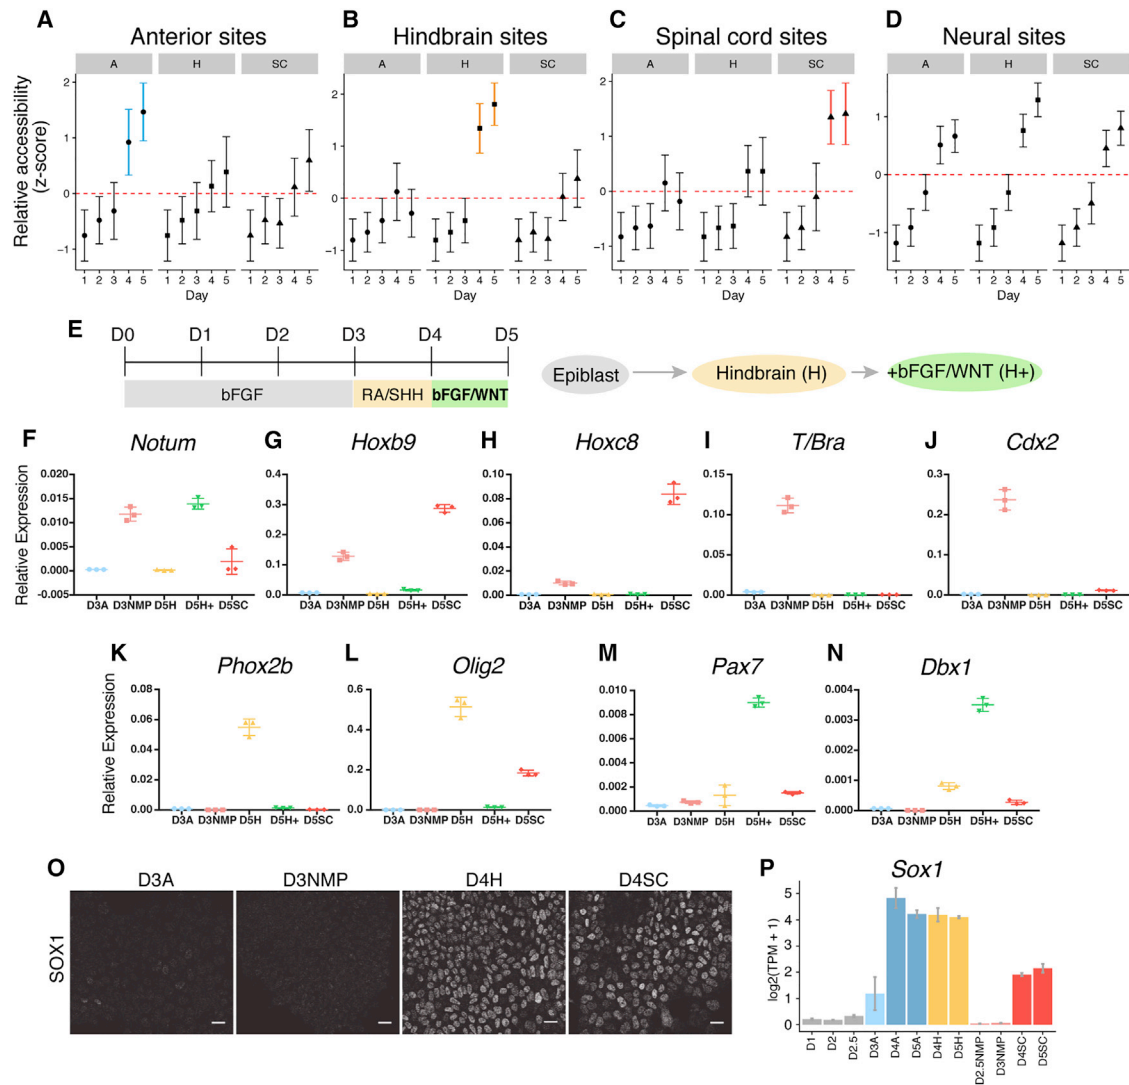 A Anterior sites
B Hindbrain sites
C Spinal cord sites
D Neural sites
Relative accessibility
(z-score)
A H SC
2
1
0
−1
1 2 3 4 5 1 2 3 4 5 1 2 3 4 5
Day
A H SC
2
1
0
−1
1 2 3 4 5 1 2 3 4 5 1 2 3 4 5
Day
A H SC
2
1
0
−1
1 2 3 4 5 1 2 3 4 5 1 2 3 4 5
Day
A H SC
1
0
−1
1 2 3 4 5 1 2 3 4 5 1 2 3 4 5
Day
E
D0 D1 D2 D3 D4 D5
bFGF RA/SHH bFGF/WNT
Epiblast Hindbrain (H) +bFGF/WNT (H+)
F Notum
Relative Expression
0.020
0.015
0.010
0.005
0.000
-0.005
D3A D3NMP D5H D5H+ D5SC
G Hoxb9
0.4
0.3
0.2
0.1
0.0
D3A D3NMP D5H D5H+ D5SC
H Hoxc8
0.10
0.08
0.06
0.04
0.02
0.00
D3A D3NMP D5H D5H+ D5SC
I T/Bra
0.15
0.10
0.05
0.00
D3A D3NMP D5H D5H+ D5SC
J Cdx2
0.3
0.2
0.1
0.0
D3A D3NMP D5H D5H+ D5SC
K Phox2b
Relative Expression
0.08
0.06
0.04
0.02
0.00
D3A D3NMP D5H D5H+ D5SC
L Olig2
0.6
0.4
0.2
0.0
D3A D3NMP D5H D5H+ D5SC
M Pax7
0.010
0.008
0.006
0.004
0.002
0.000
D3A D3NMP D5H D5H+ D5SC
N Dbx1
0.004
0.003
0.002
0.001
0.000
D3A D3NMP D5H D5H+ D5SC
O
D3A D3NMP D4H D4SC
SOX1
P Sox1
log2(TPM + 1)
5
4
3
2
1
0
D1 D2 D2.5 D3A D4A D5A D4H D5H D2.5NMP D3NMP D4SC D5SC